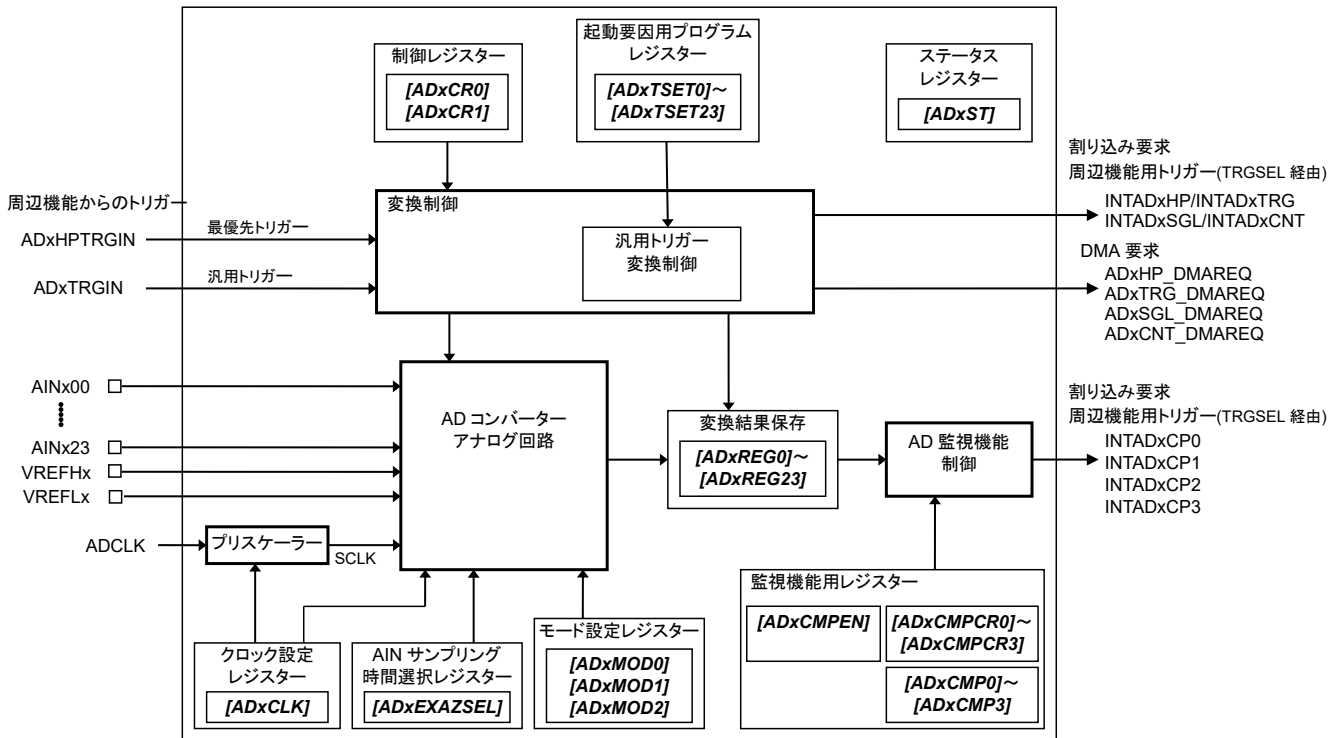 制御レジスター
[ADxCR0]
[ADxCR1]
起動要因用プログラム
レジスター
[ADxTSET0]～
[ADxTSET23]
ステータス
レジスター
[ADxST]
周辺機能からのトリガー
ADxHPTRGIN
最優先トリガー
ADxTRGIN
汎用トリガー
変換制御
汎用トリガー
変換制御
割り込み要求
周辺機能用トリガー(TRGSEL 経由)
INTADxHP/INTADxTRG
INTADxSGL/INTADxCNT
DMA 要求
ADxHP_DMAREQ
ADxTRG_DMAREQ
ADxSGL_DMAREQ
ADxCNT_DMAREQ
AINx00
AINx23
VREFHx
VREFLx
ADCLK
プリスケーラー
SCLK
AD コンバーター
アナログ回路
変換結果保存
[ADxREG0]～
[ADxREG23]
AD 監視機能
制御
割り込み要求
周辺機能用トリガー(TRGSEL 経由)
INTADxCP0
INTADxCP1
INTADxCP2
INTADxCP3
クロック設定
レジスター
[ADxCLK]
AIN サンプリング
時間選択レジスター
[ADxEXAZSEL]
モード設定レジスター
[ADxMOD0]
[ADxMOD1]
[ADxMOD2]
監視機能用レジスター
[ADxCMPEN]
[ADxCMPCR0]～
[ADxCMPCR3]
[ADxCMP0]～
[ADxCMP3]